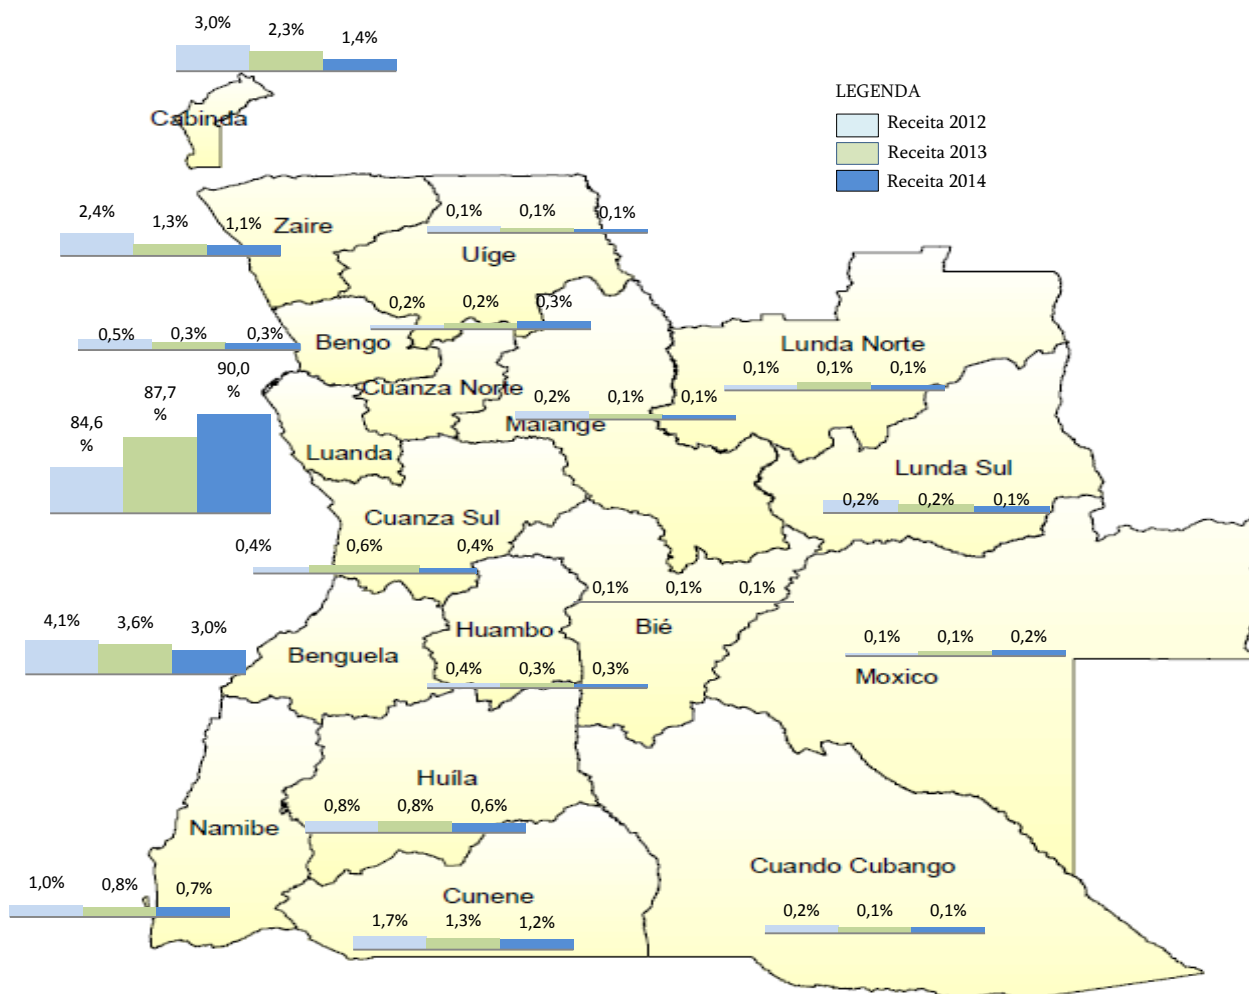 3,0%
2,3%
1,4%
Cabinda
LEGENDA
Receita 2012
Receita 2013
Receita 2014
2,4%
1,3%
1,1%
Zaire
0,1%
0,1%
0,1%
Uíge
0,2%
0,2%
0,3%
0,5%
0,3%
0,3%
Bengo
Lunda Norte
0,1%
0,1%
0,1%
Cuanza Norte
84,6
%
87,7
%
90,0
%
Luanda
0,2%
0,1%
0,1%
Malange
Lunda Sul
0,2%
0,2%
0,1%
Cuanza Sul
0,4%
0,6%
0,4%
0,1%
0,1%
0,1%
Bié
4,1%
3,6%
3,0%
Benguela
Huambo
0,4%
0,3%
0,3%
0,1%
0,1%
0,2%
Moxico
Huíla
0,8%
0,8%
0,6%
Namibe
1,0%
0,8%
0,7%
Cunene
1,7%
1,3%
1,2%
Cuando Cubango
0,2%
0,1%
0,1%